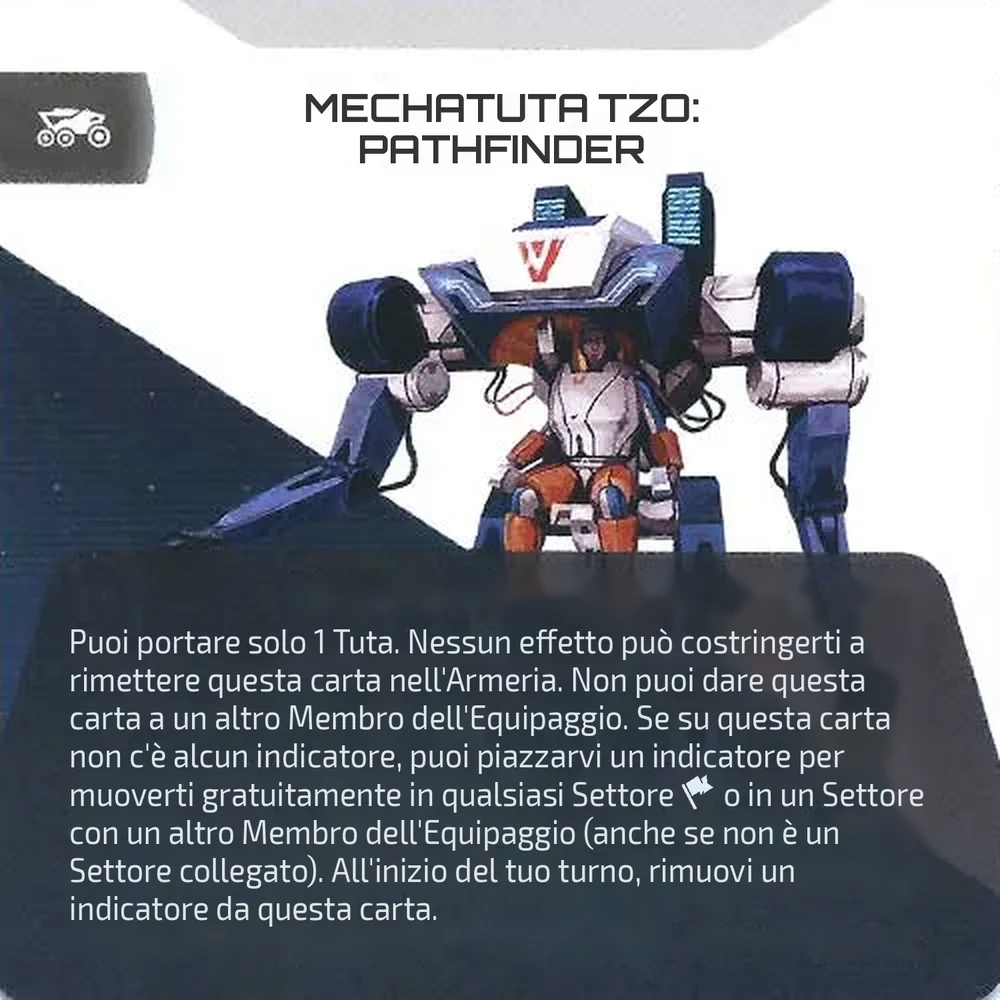 MECHATUTA TZO:
PATHFINDER
Puoi portare solo 1 Tuta. Nessun effetto può costringerti a
rimettere questa carta nell'Armeria. Non puoi dare questa
carta a un altro Membro dell'Equipaggio. Se su questa carta
non c'è alcun indicatore, puoi piazzarvi un indicatore per
muoverti gratuitamente in qualsiasi Settore o in un Settore
con un altro Membro dell'Equipaggio (anche se non è un
Settore collegato). All'inizio del tuo turno, rimuovi un
indicatore da questa carta.